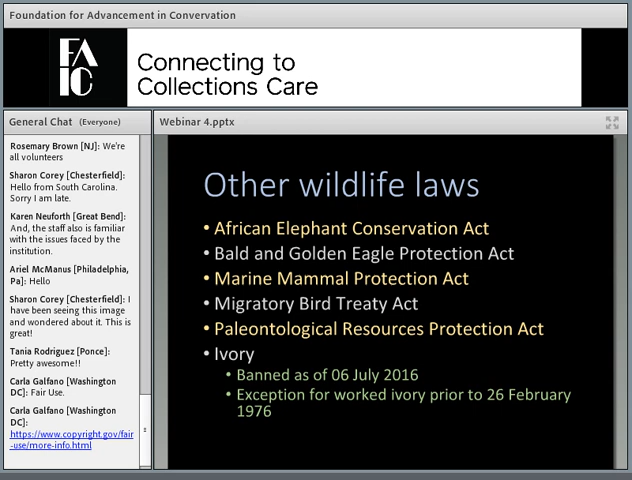 Foundation for Advancement in Convervation
FA
IC
Connecting to
Collections Care
General Chat (Everyone)
Rosemary Brown [NJ]: We're
all volunteers
Sharon Corey [Chesterfield]:
Hello from South Carolina.
Sorry I am late.
Karen Neuforth [Great Bend]:
And, the staff also is familiar
with the issues faced by the
institution.
Ariel McManus [Philadelphia,
Pa]: Hello
Sharon Corey [Chesterfield]: I
have been seeing this image
and wondered about it. This is
great!
Tania Rodriguez [Ponce]:
Pretty awesome!!
Carla Galfano [Washington
DC]: Fair Use.
Carla Galfano [Washington
DC]:
https://www.copyright.gov/fair
-use/more-info.html
Webinar 4.pptx
Other wildlife laws
• African Elephant Conservation Act
• Bald and Golden Eagle Protection Act
• Marine Mammal Protection Act
• Migratory Bird Treaty Act
• Paleontological Resources Protection Act
• Ivory
• Banned as of 06 July 2016
• Exception for worked ivory prior to 26 February
1976